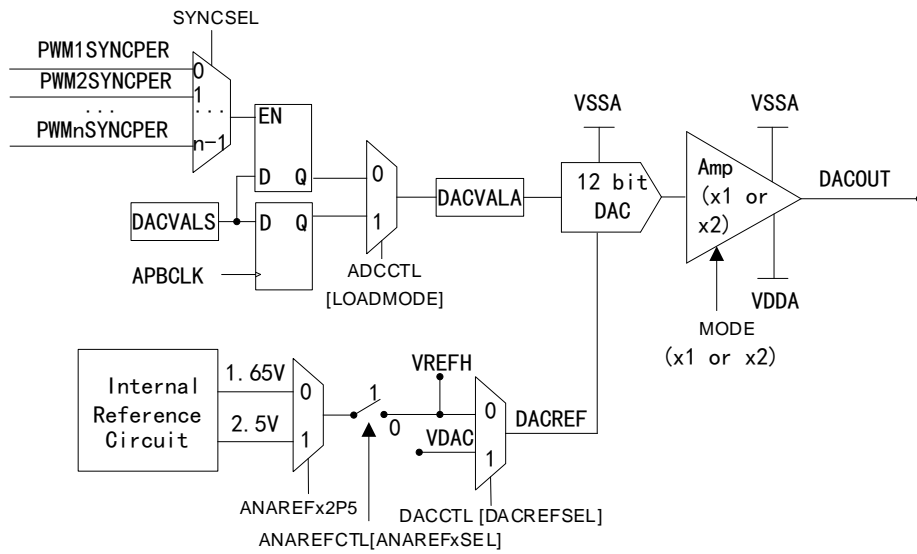 SYNCSEL
PWM1SYNCPER
0
PWM2SYNCPER
1
...
...
PWMnSYNCPER
n-1
EN
D
Q
DACVALS
D
Q
APBCLK
0
1
ADCCTL
[LOADMODE]
DACVALA
VSSA
12 bit
DAC
VSSA
Amp
(x1 or
x2)
DACOUT
VDDA
MODE
(x1 or x2)
Internal
Reference
Circuit
1.65V
2.5V
0
1
ANAREFx2P5
1
0
ANAREFCTL[ANAREFxSEL]
VREFH
VDAC
0
1
DACREF
DACCTL [DACREFSEL]